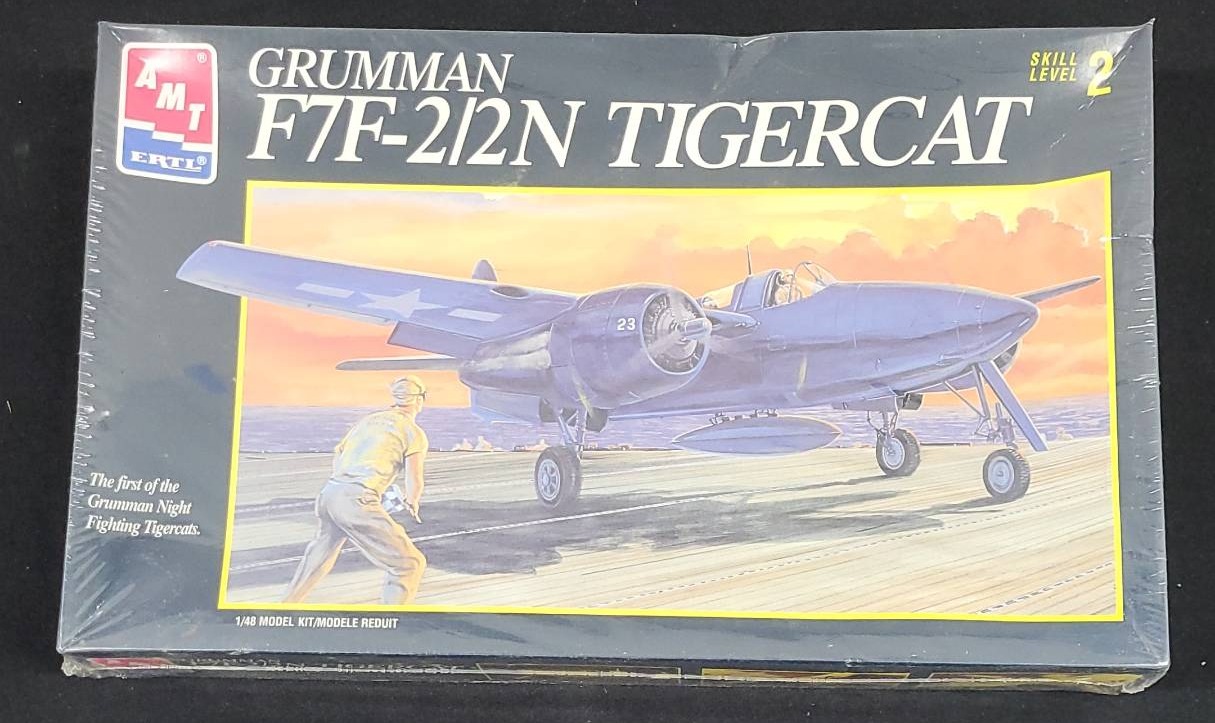 AMT®
ERTL®
GRUMMAN
F7F-2/2N TIGERCAT
SKILL
LEVEL 2
23
The first of the
Grumman Night
Fighting Tigercats.
1/48 MODEL KIT/MODELE REDUIT